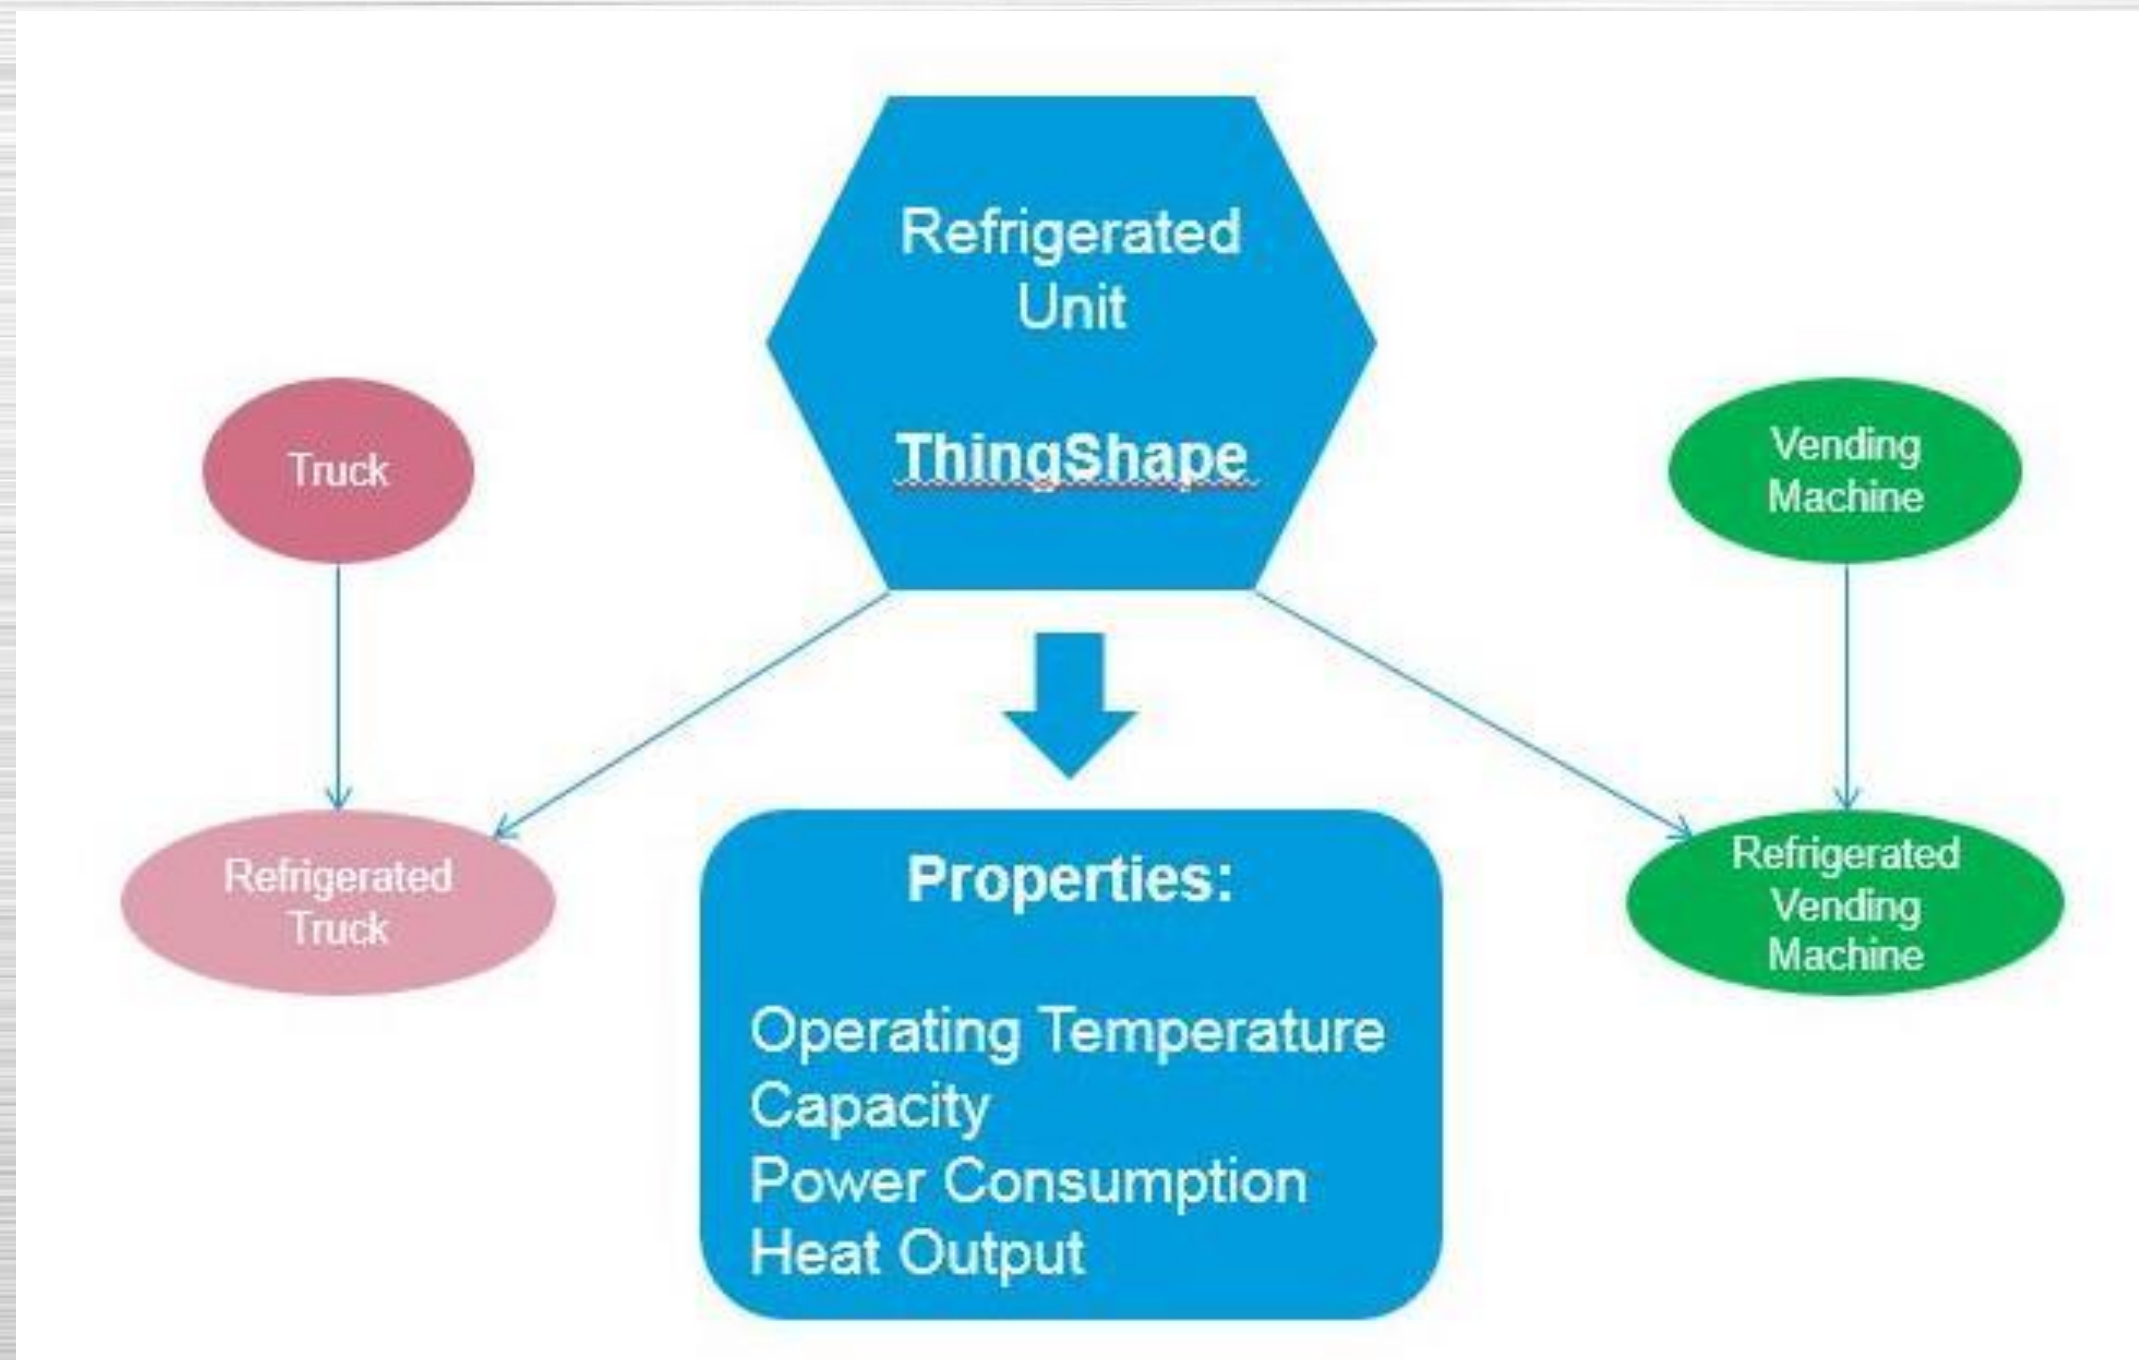 Refrigerated
Unit
ThingShape
Truck
Vending
Machine
Refrigerated
Truck
Properties:
Operating Temperature
Capacity
Power Consumption
Heat Output
Refrigerated
Vending
Machine